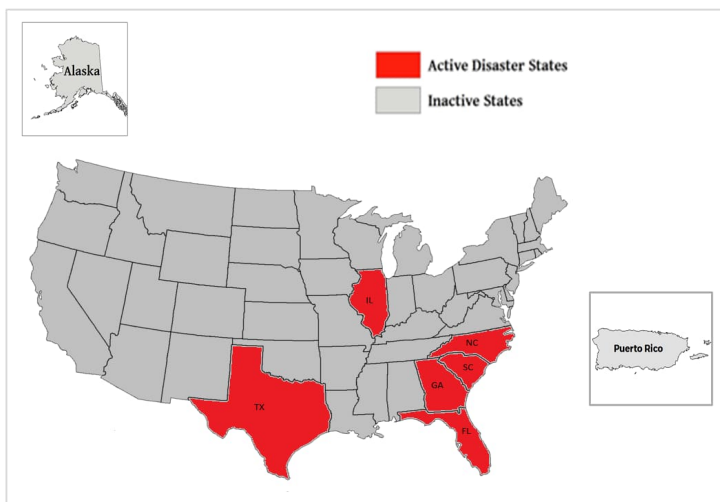 Alaska
Active Disaster States
Inactive States
IL
NC
SC
GA
TX
FL
Puerto Rico